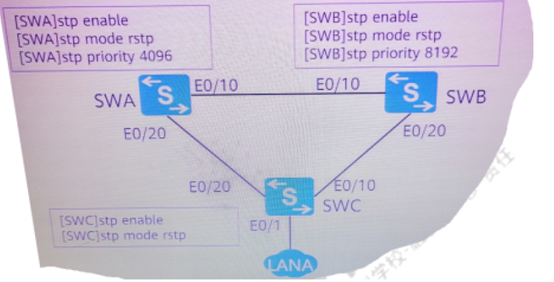 [SWA]stp enable
[SWA]stp mode rstp
[SWA]stp priority 4096
[SWB]stp enable
[SWB]stp mode rstp
[SWB]stp priority 8192
SWA
S
E0/10
E0/10
S
SWB
E0/20
E0/20
E0/20
S
E0/10
SWC
[SWC]stp enable
[SWC]stp mode rstp
E0/1
LANA